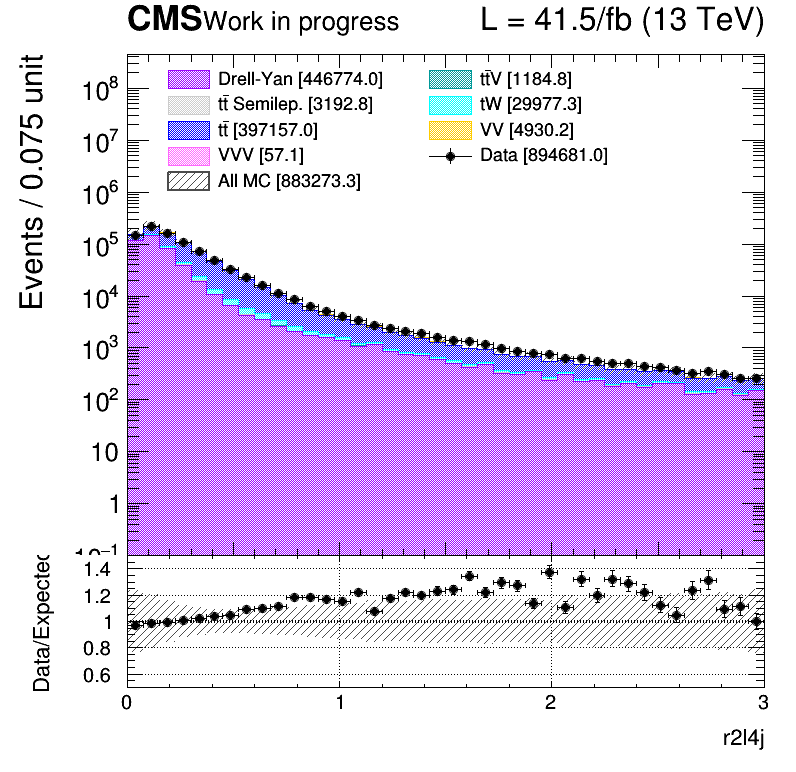 CMS Work in progress L = 41.5/fb (13 TeV)
Events / 0.075 unit
Drell-Yan [446774.0]
tt̄ Semilep. [3192.8]
tt̄ [397157.0]
VVV [57.1]
All MC [883273.3]
tt̄V [1184.8]
tW [29977.3]
VV [4930.2]
Data [894681.0]
10⁸
10⁷
10⁶
10⁵
10⁴
10³
10²
10
1
10⁻¹
Data/Expected
1.4
1.2
1
0.8
0.6
0 1 2 3
r2l4j